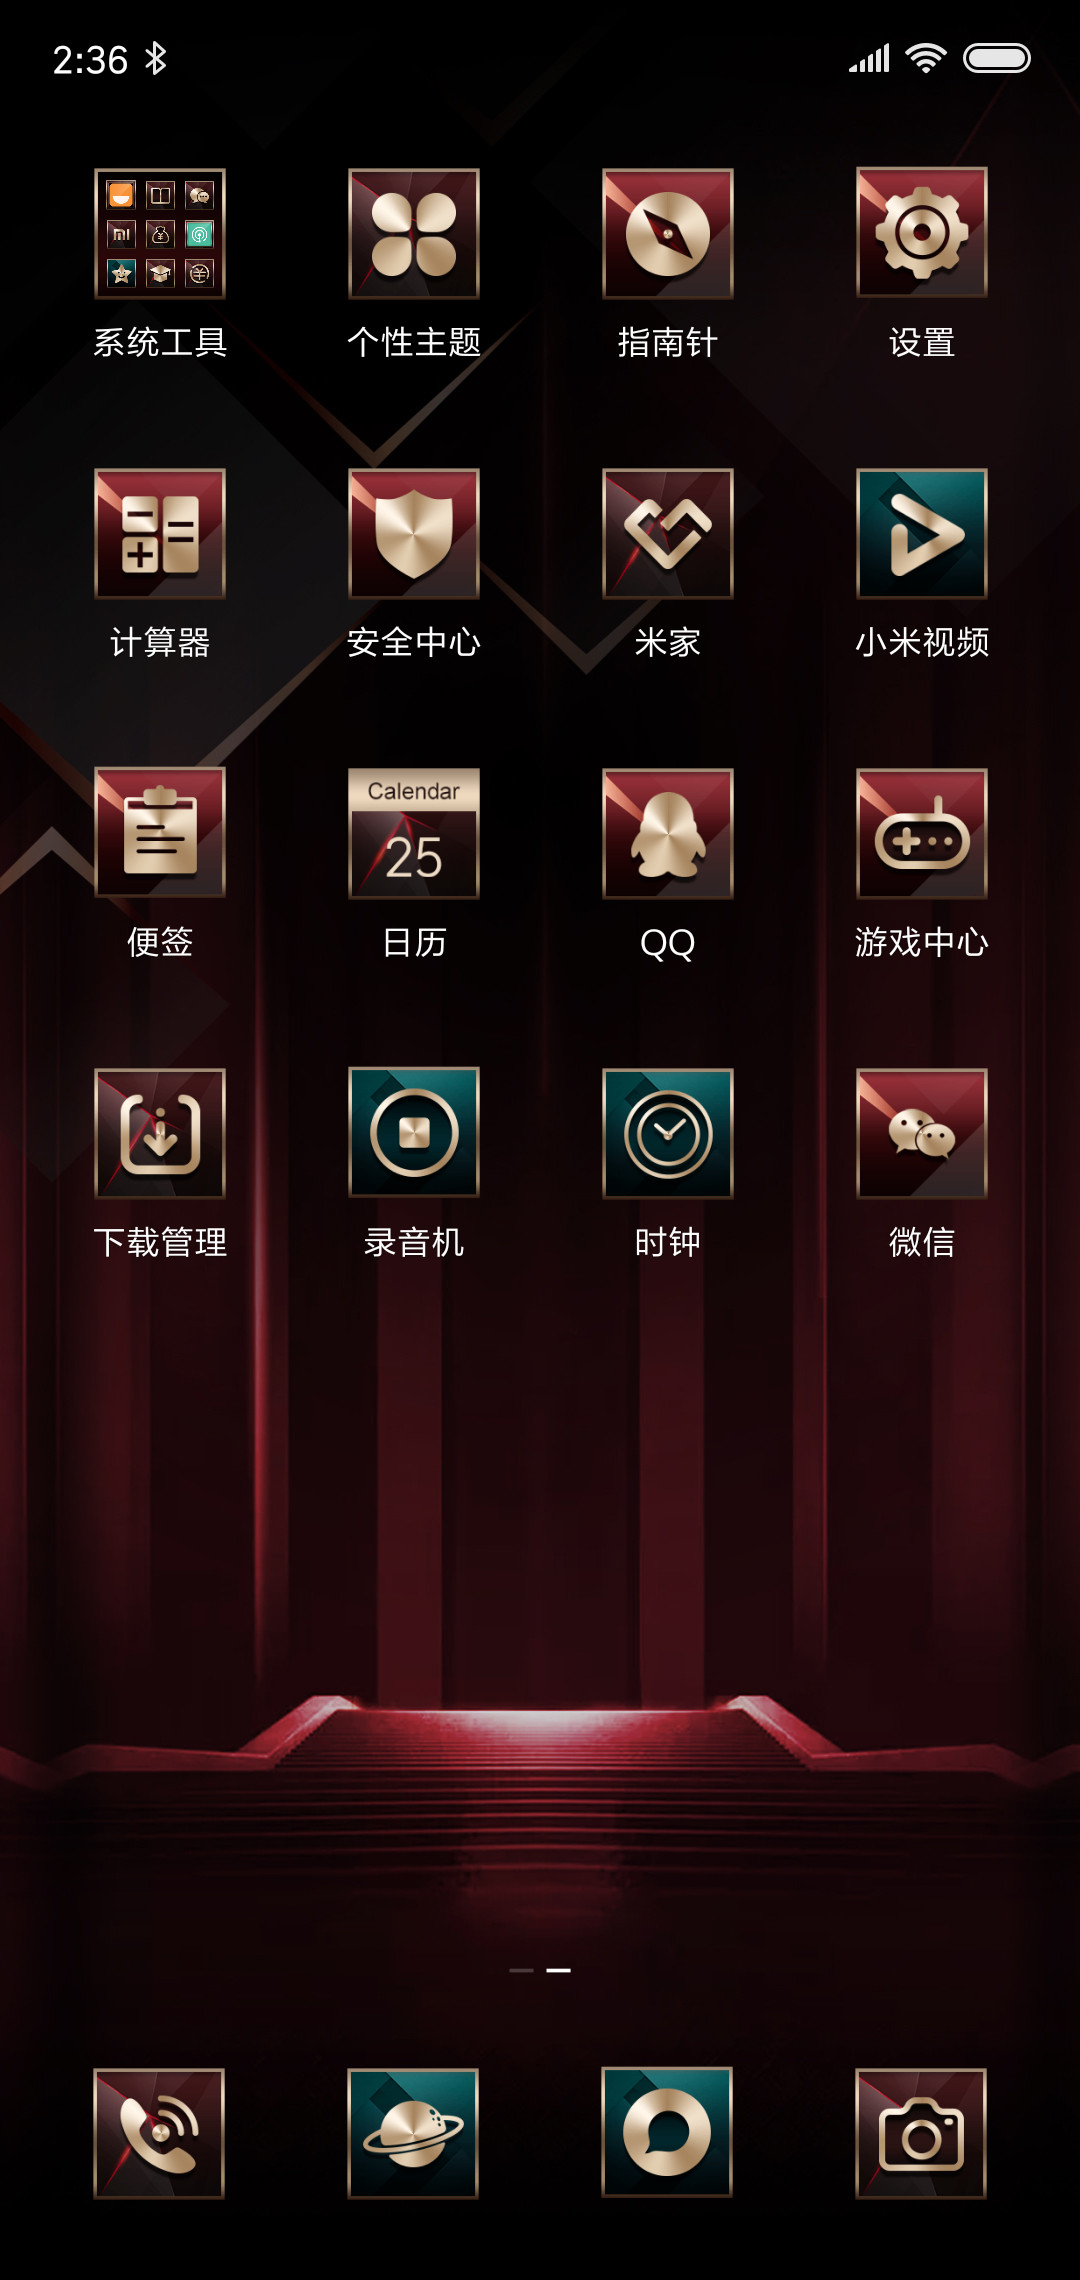 2:36
系统工具
个性主题
指南针
设置
计算器
安全中心
米家
小米视频
Calendar
25
便签
日历
QQ
游戏中心
下载管理
录音机
时钟
微信